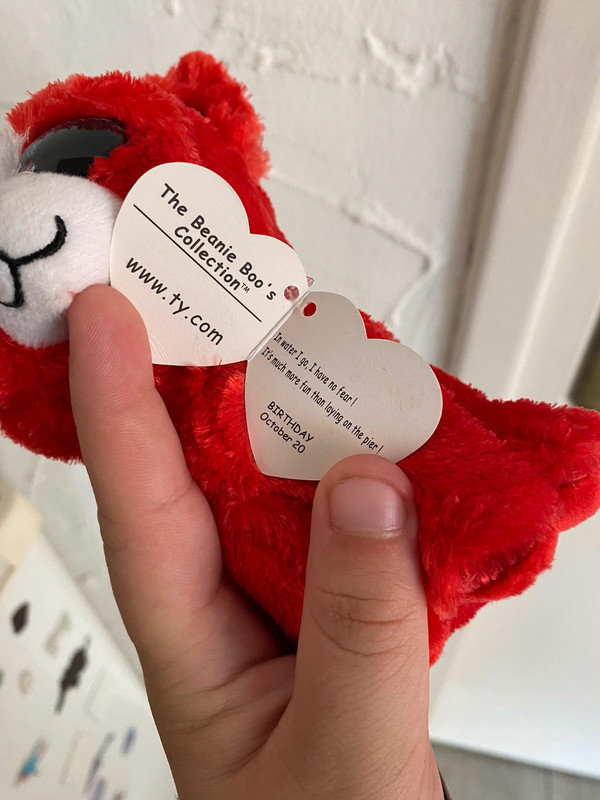 The Beanie Boo's
Collection™
www.ty.com
In water I go, I have no fear!
It's much more fun than laying on the pier!
BIRTHDAY
October 20